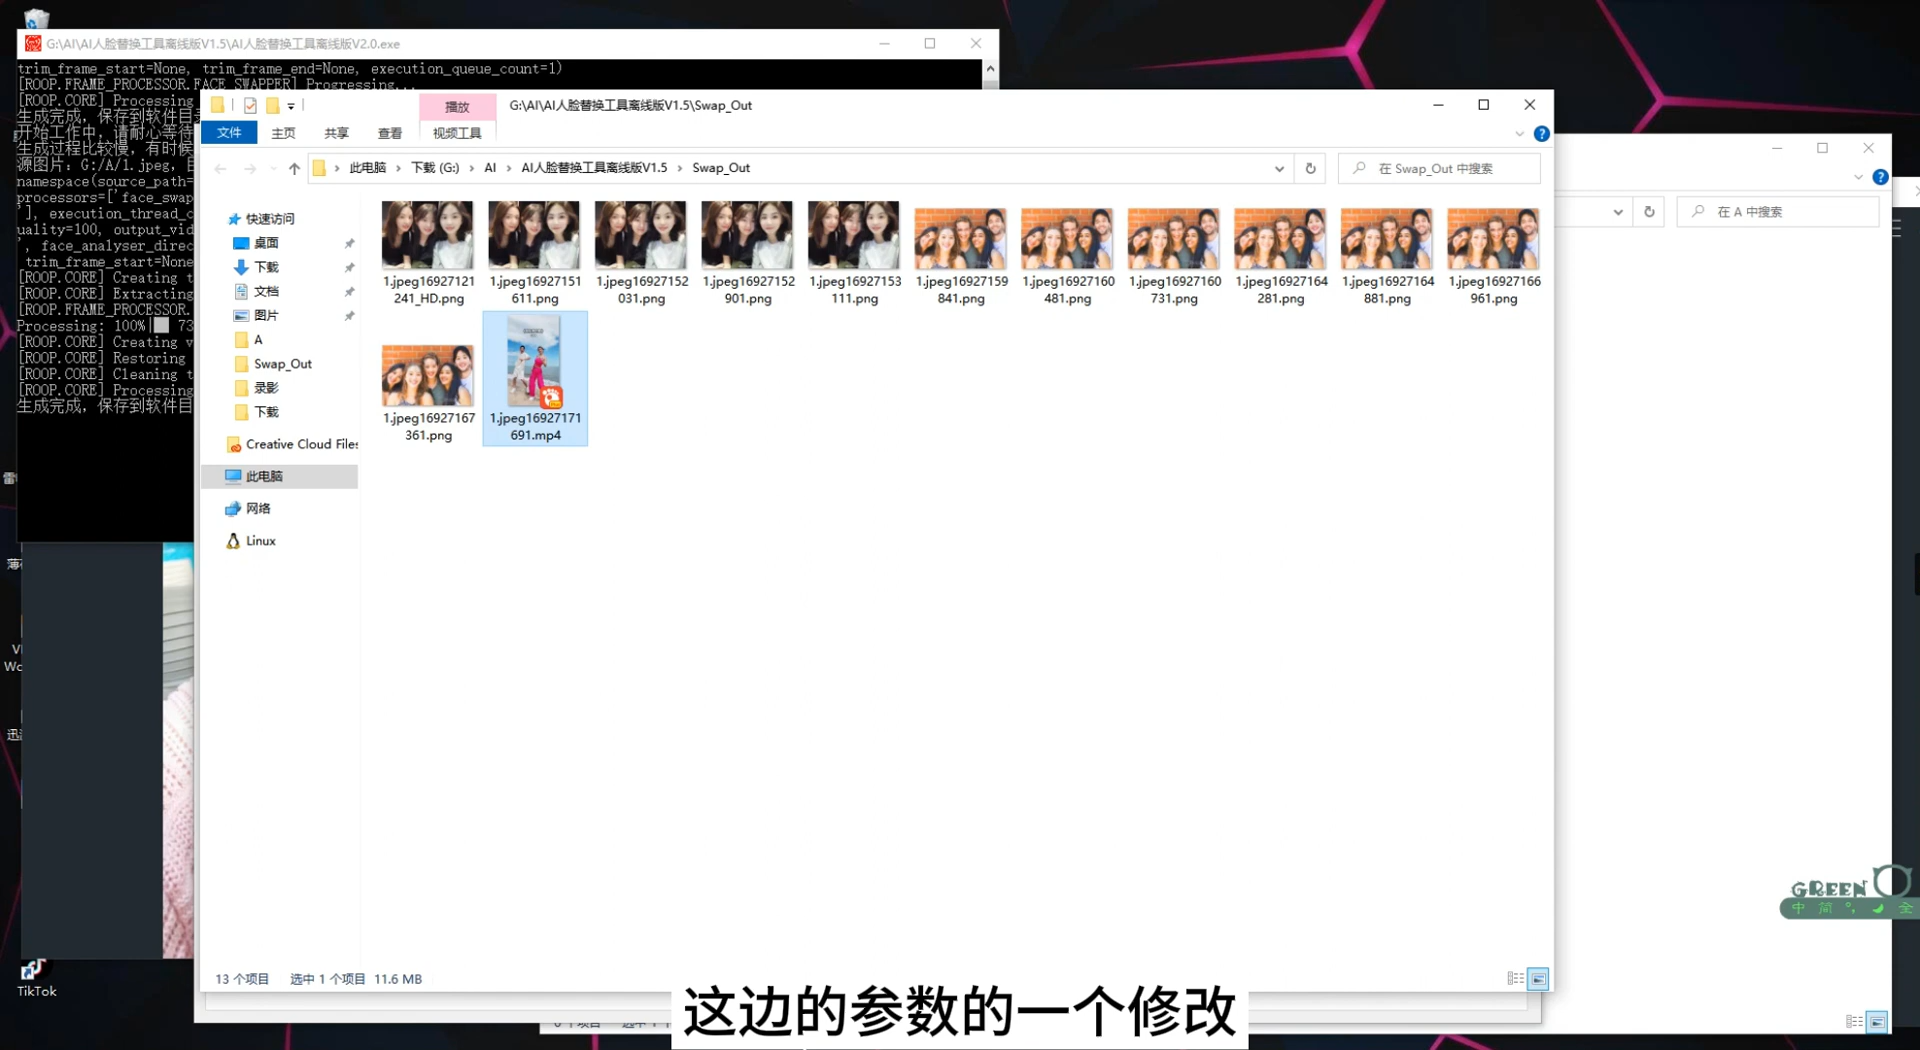 G:\AI\AI人脸替换工具离线版V1.5\AI人脸替换工具离线版V2.0.exe
trim_frame_start=None, trim_frame_end=None, execution_queue_count=1)
[ROOP.FRAME_PROCESSOR.FACE_SWAPPER] Progressing...
[ROOP.CORE] Processing
生成完成，保存到软件目
开始工作中，请耐心等待
生成过程比较慢，有时候
源图片：G:/A/1.jpeg，
namespace(source_path=
processors=['face_swap
'], execution_thread_c
uality=100, output_vid
', face_analyser_direc
trim_frame_start=None
[ROOP.CORE] Creating t
[ROOP.CORE] Extracting
[ROOP.FRAME_PROCESSOR.
Processing: 100% 73
[ROOP.CORE] Creating v
[ROOP.CORE] Restoring
[ROOP.CORE] Cleaning t
[ROOP.CORE] Processing
生成完成，保存到软件目
播放
G:\AI\AI人脸替换工具离线版V1.5\Swap_Out
文件
主页
共享
查看
视频工具
此电脑 › 下载 (G:) › AI › AI人脸替换工具离线版V1.5 › Swap_Out
在 Swap_Out 中搜索
在 A 中搜索
快速访问
桌面
下载
文档
图片
A
Swap_Out
录影
下载
Creative Cloud Files
此电脑
网络
Linux
1.jpeg16927121
241_HD.png
1.jpeg16927151
611.png
1.jpeg16927152
031.png
1.jpeg16927152
901.png
1.jpeg16927153
111.png
1.jpeg16927159
841.png
1.jpeg16927160
481.png
1.jpeg16927160
731.png
1.jpeg16927164
281.png
1.jpeg16927164
881.png
1.jpeg16927166
961.png
1.jpeg16927167
361.png
1.jpeg16927171
691.mp4
TikTok
GREEN
中 简 °, 全
13 个项目 选中 1 个项目 11.6 MB
这边的参数的一个修改